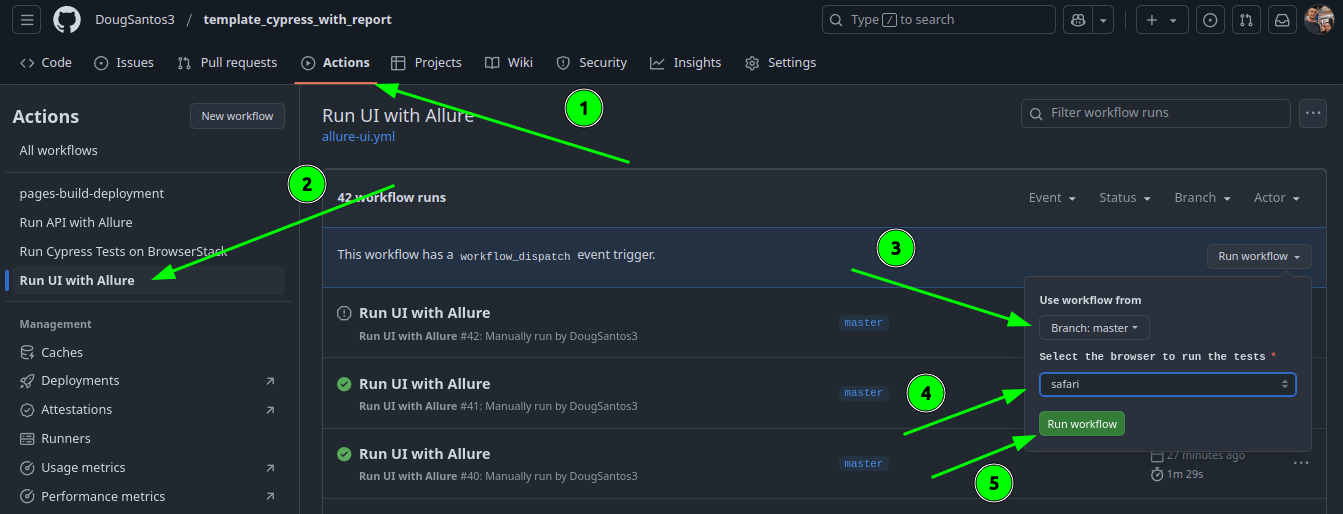 DougSantos3 / template_cypress_with_report
Type / to search
Code Issues Pull requests Actions Projects Wiki Security Insights Settings
1
Actions
New workflow
All workflows
2
pages-build-deployment
Run API with Allure
Run Cypress Tests on BrowserStack
Run UI with Allure
Management
Caches
Deployments
Attestations
Runners
Usage metrics
Performance metrics
Run UI with Allure
allure-ui.yml
Filter workflow runs
42 workflow runs
Event Status Branch Actor
This workflow has a workflow_dispatch event trigger.
3
Run workflow
Use workflow from
Branch: master
Select the browser to run the tests *
safari
4
Run workflow
5
Run UI with Allure
Run UI with Allure #42: Manually run by DougSantos3
master
Run UI with Allure
Run UI with Allure #41: Manually run by DougSantos3
master
Run UI with Allure
Run UI with Allure #40: Manually run by DougSantos3
master
27 minutes ago
1m 29s